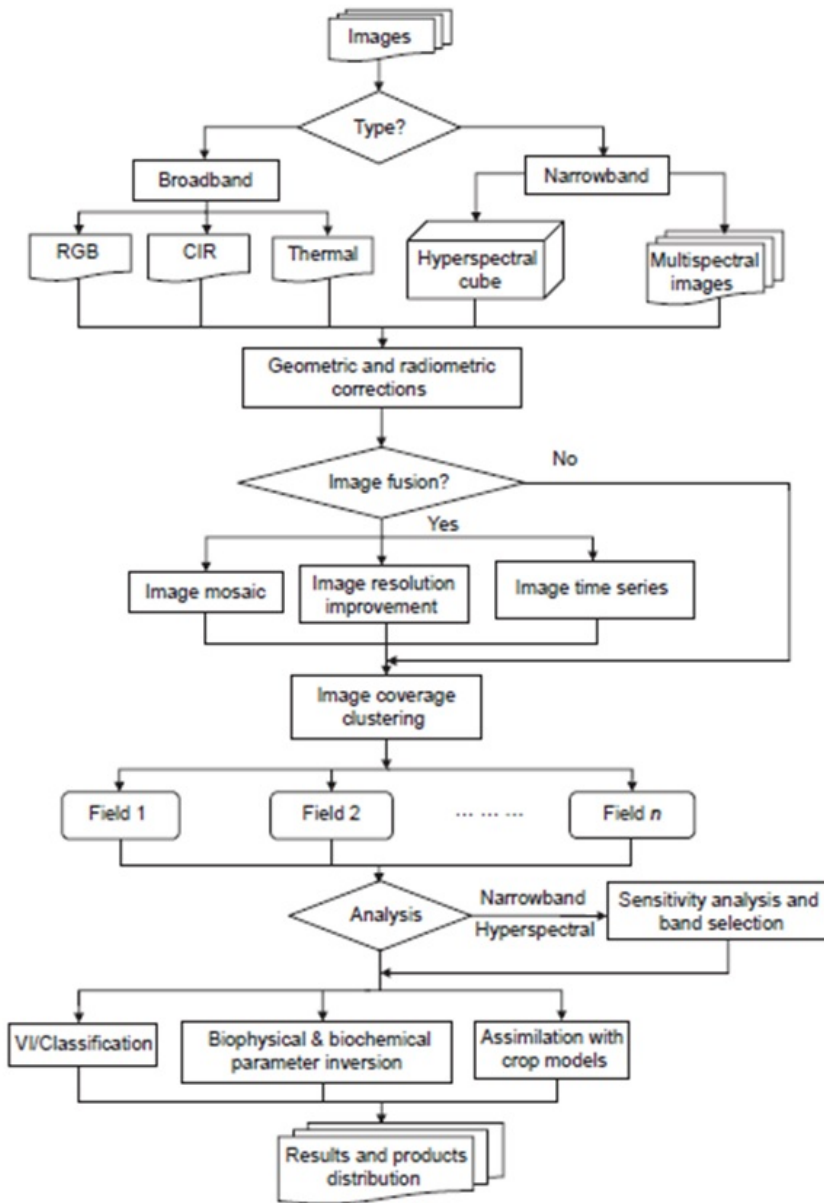 Images
Type?
Broadband
Narrowband
RGB
CIR
Thermal
Hyperspectral
cube
Multispectral
images
Geometric and radiometric
corrections
Image fusion?
No
Yes
Image mosaic
Image resolution
improvement
Image time series
Image coverage
clustering
Field 1
Field 2
... ... ...
Field n
Analysis
Narrowband
Hyperspectral
Sensitivity analysis and
band selection
VI/Classification
Biophysical & biochemical
parameter inversion
Assimilation with
crop models
Results and products
distribution